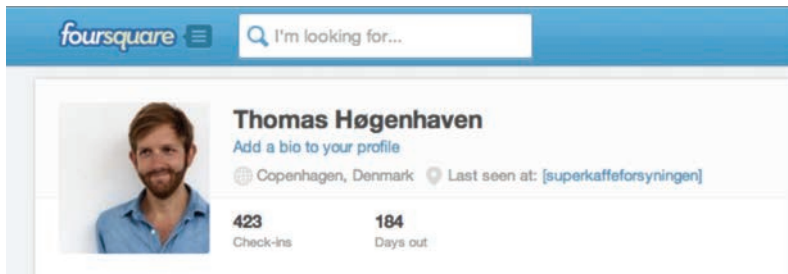 foursquare
I'm looking for...
Thomas Høgenhaven
Add a bio to your profile
Copenhagen, Denmark Last seen at: [superkaffeforsyningen]
423 184
Check-ins Days out